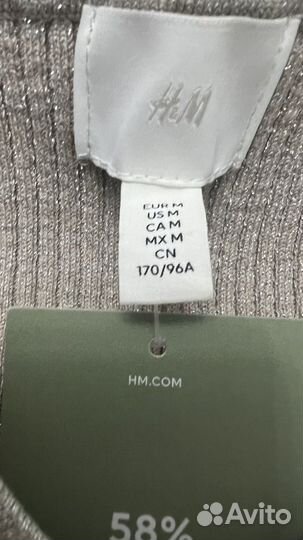 H&M
EUR M
US M
CA M
MX M
CN
170/96A
HM.COM
58%
Avito